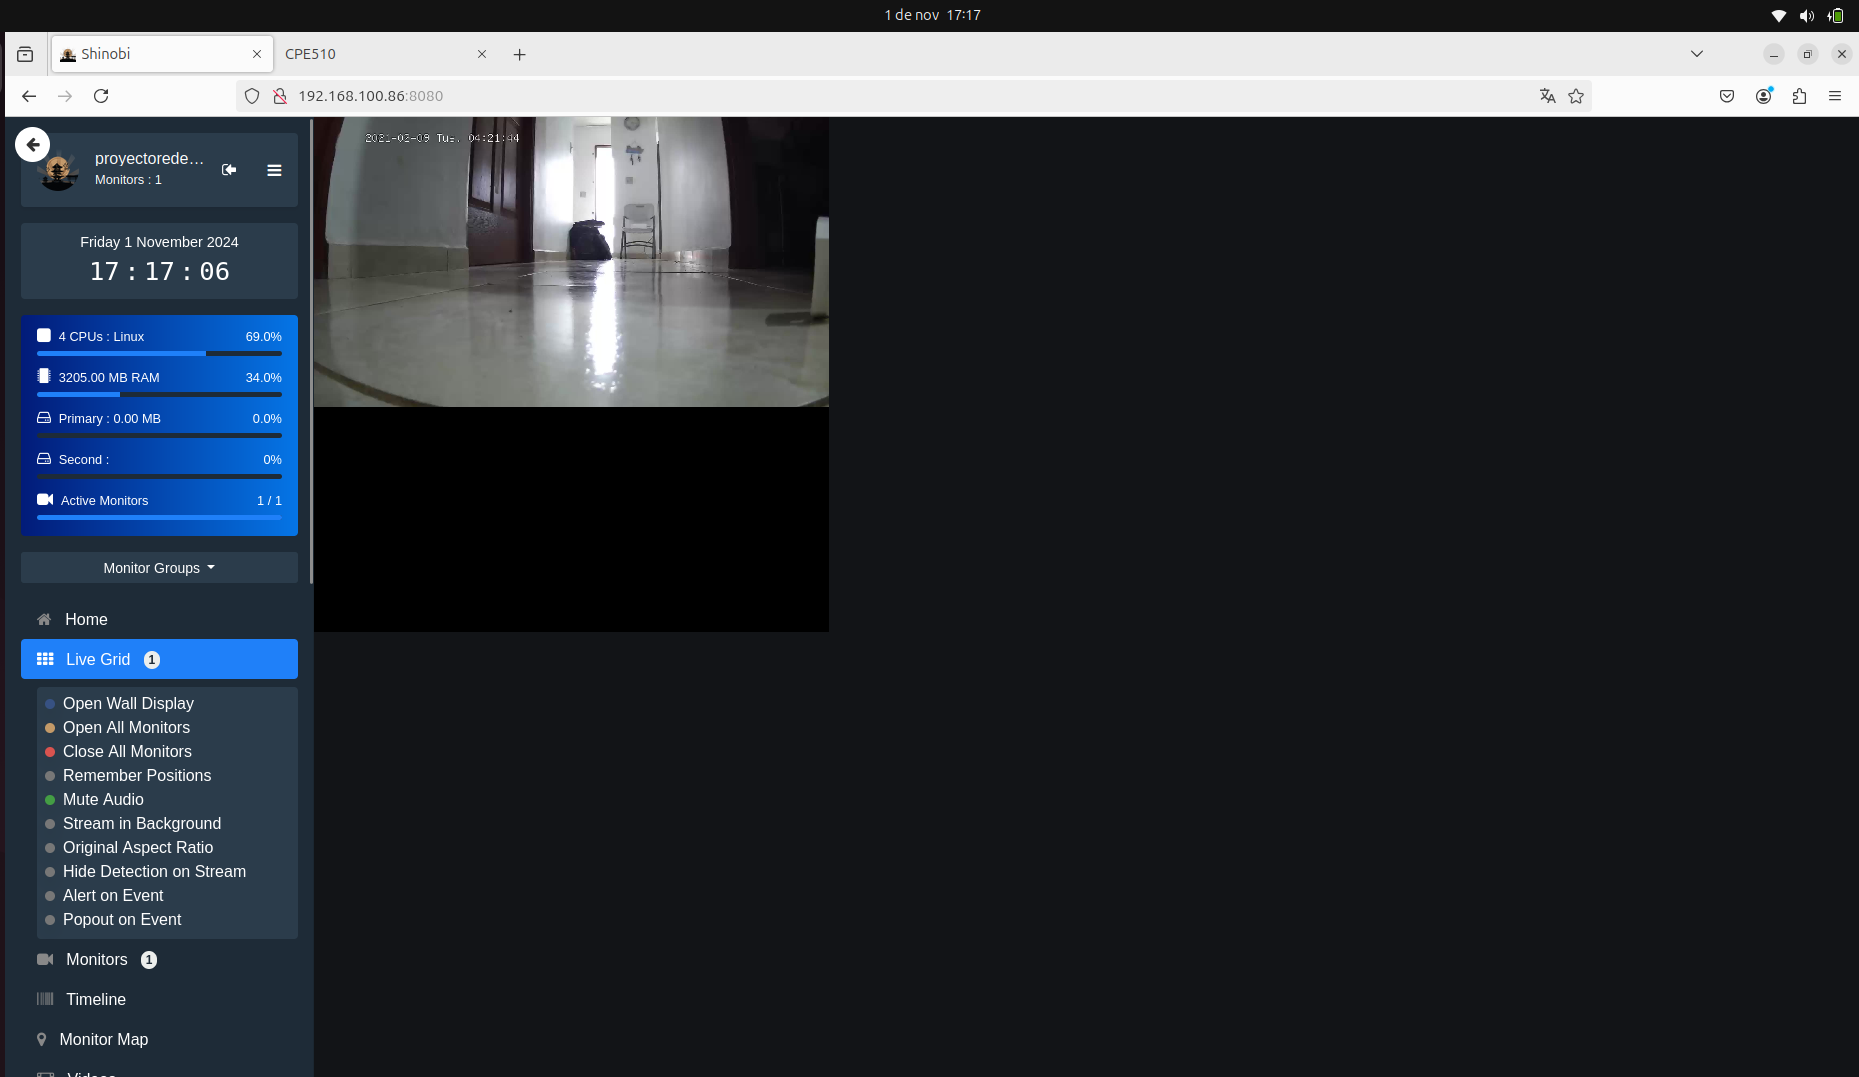 1 de nov 17:17
Shinobi
CPE510
192.168.100.86:8080
proyectorede...
Monitors : 1
Friday 1 November 2024
17 : 17 : 06
4 CPUs : Linux 69.0%
3205.00 MB RAM 34.0%
Primary : 0.00 MB 0.0%
Second : 0%
Active Monitors 1 / 1
Monitor Groups
Home
Live Grid 1
Open Wall Display
Open All Monitors
Close All Monitors
Remember Positions
Mute Audio
Stream in Background
Original Aspect Ratio
Hide Detection on Stream
Alert on Event
Popout on Event
Monitors 1
Timeline
Monitor Map
Videos
2021-02-09 Tue. 04:21:44